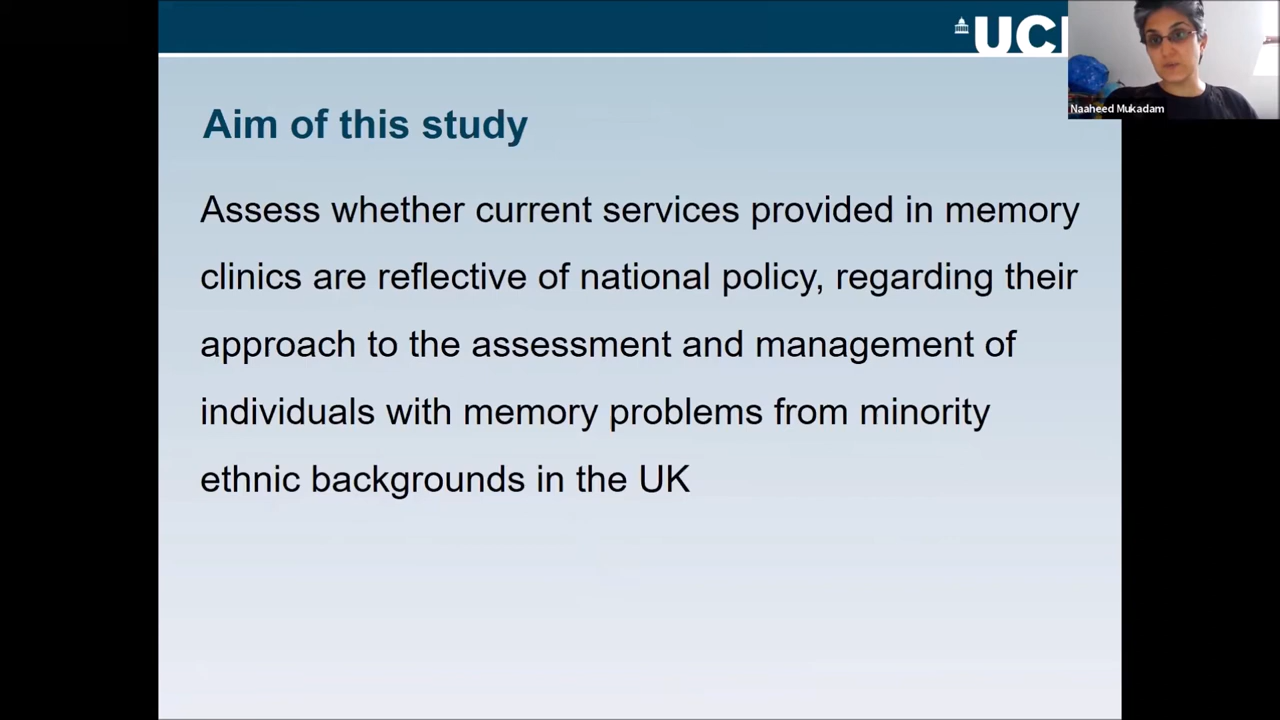 UCL
Naaheed Mukadam
Aim of this study
Assess whether current services provided in memory
clinics are reflective of national policy, regarding their
approach to the assessment and management of
individuals with memory problems from minority
ethnic backgrounds in the UK